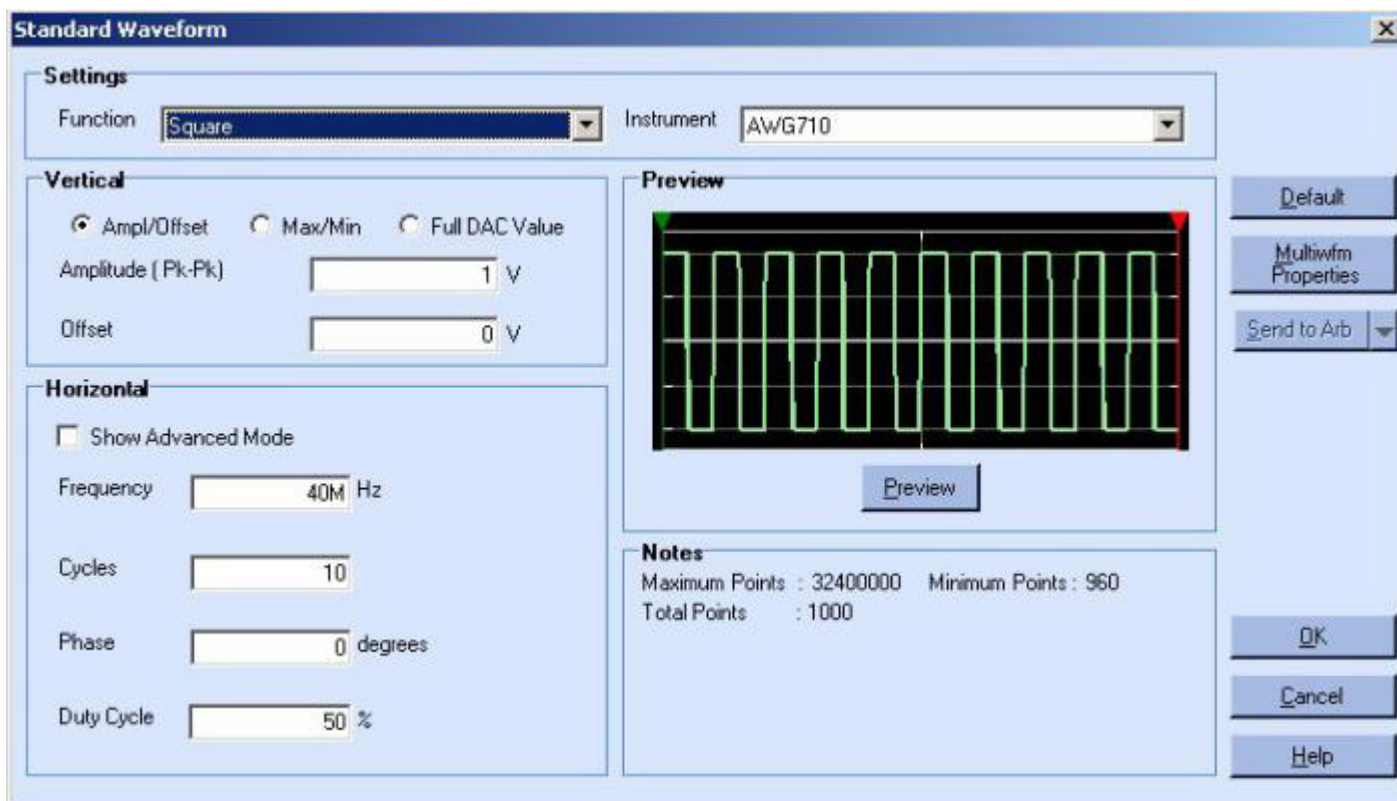 Standard Waveform
Settings
Function Square Instrument AWG710
Vertical
Ampl/Offset Max/Min Full DAC Value
Amplitude ( Pk-Pk) 1 V
Offset 0 V
Horizontal
Show Advanced Mode
Frequency 40M Hz
Cycles 10
Phase 0 degrees
Duty Cycle 50 %
Preview
Preview
Notes
Maximum Points : 32400000 Minimum Points : 960
Total Points : 1000
Default
Multiwfm
Properties
Send to Arb
OK
Cancel
Help